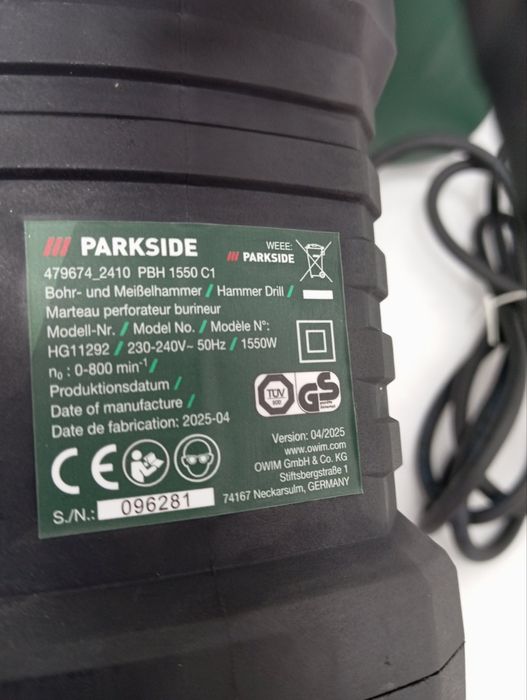 PARKSIDE
WEEE:
PARKSIDE
479674_2410 PBH 1550 C1
Bohr- und Meißelhammer / Hammer Drill /
Marteau perforateur burineur
Modell-Nr. / Model No. / Modèle N°:
HG11292 / 230-240V~ 50Hz / 1550W
n₀ : 0-800 min⁻¹ /
Produktionsdatum /
Date of manufacture /
Date de fabrication: 2025-04
TÜV
SÜD
GS
CE
Version: 04/2025
www.owim.com
OWIM GmbH & Co. KG
Stiftsbergstraße 1
74167 Neckarsulm, GERMANY
S./N.: 096281